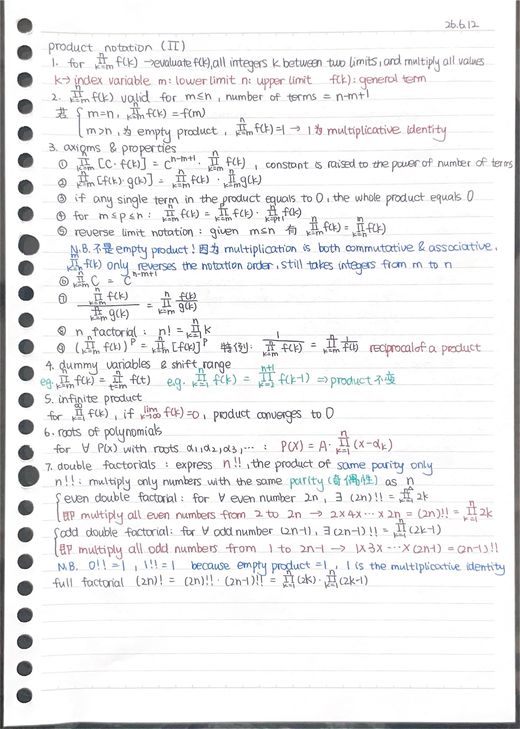 26.6.12
product notation (Π)
1. for ∏_{k=m}^{n} f(k) → evaluate f(k), all integers k between two limits, and multiply all values
k → index variable m: lower limit n: upper limit f(k): general term
2. ∏_{k=m}^{n} f(k) valid for m≤n, number of terms = n-m+1
若 { m=n, ∏_{k=m}^{n} f(k) = f(m)
m>n, 为 empty product, ∏_{k=m}^{n} f(k) = 1 → 1为 multiplicative identity
3. axioms & properties
① ∏_{k=m}^{n} [C·f(k)] = C^{n-m+1} · ∏_{k=m}^{n} f(k), constant is raised to the power of number of terms
② ∏_{k=m}^{n} [f(k)·g(k)] = ∏_{k=m}^{n} f(k) · ∏_{k=m}^{n} g(k)
③ if any single term in the product equals to 0, the whole product equals 0
④ for m≤p≤n: ∏_{k=m}^{n} f(k) = ∏_{k=m}^{p} f(k) · ∏_{k=p+1}^{n} f(k)
⑤ reverse limit notation: given m≤n 有 ∏_{k=m}^{n} f(k) = ∏_{k=n}^{m} f(k)
N.B. 不是 empty product! 因为 multiplication is both commutative & associative,
∏_{k=n}^{m} f(k) only reverses the notation order, still takes integers from m to n
⑥ ∏_{k=m}^{n} C = C^{n-m+1}
⑦ ∏_{k=m}^{n} f(k) / ∏_{k=m}^{n} g(k) = ∏_{k=m}^{n} f(k)/g(k)
⑧ n factorial: n! = ∏_{k=1}^{n} k
⑨ (∏_{k=m}^{n} f(k))^P = ∏_{k=m}^{n} [f(k)]^P 特例: 1/∏_{k=m}^{n} f(k) = ∏_{k=m}^{n} 1/f(k) reciprocal of a product
4. dummy variables & shift range
eg. ∏_{k=m}^{n} f(k) = ∏_{t=m}^{n} f(t) e.g. ∏_{k=1}^{n} f(k) = ∏_{k=2}^{n+1} f(k-1) ⇒ product 不变
5. infinite product
for ∏_{k=1}^{∞} f(k), if lim_{k→∞} f(k)=0, product converges to 0
6. roots of polynomials
for ∀ P(x) with roots α1, α2, α3, ⋯ : P(x) = A· ∏_{k=1}^{n} (x-αk)
7. double factorials: express n!!, the product of same parity only
n!!: multiply only numbers with the same parity (奇偶性) as n
{ even double factorial: for ∀ even number 2n, ∃ (2n)!! = ∏_{k=1}^{n} 2k
即 multiply all even numbers from 2 to 2n → 2×4×⋯×2n = (2n)!! = ∏_{k=1}^{n} 2k
{ odd double factorial: for ∀ odd number (2n-1), ∃ (2n-1)!! = ∏_{k=1}^{n} (2k-1)
即 multiply all odd numbers from 1 to 2n-1 → 1×3×⋯×(2n-1) = (2n-1)!!
N.B. 0!! = 1, 1!! = 1 because empty product = 1, 1 is the multiplicative identity
full factorial (2n)! = (2n)!! · (2n-1)!! = ∏_{k=1}^{n} (2k) · ∏_{k=1}^{n} (2k-1)